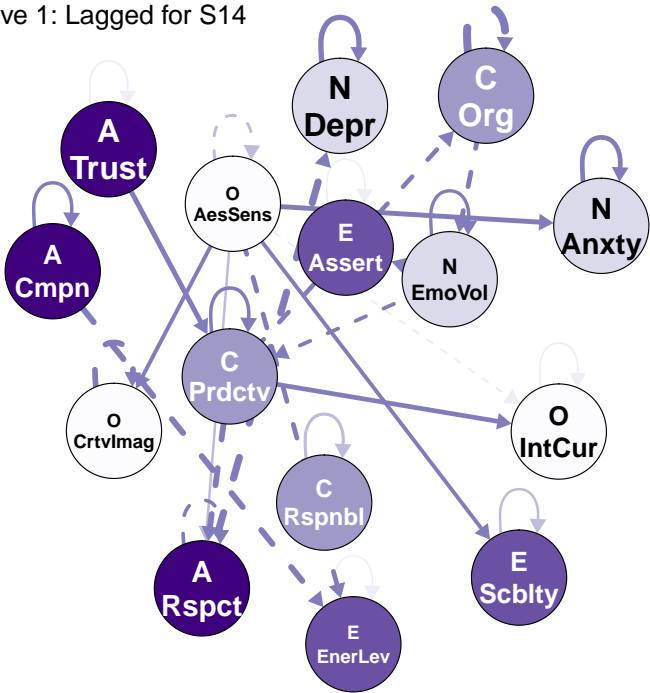 ve 1: Lagged for S14
N
Depr
C
Org
A
Trust
O
AesSens
N
Anxty
E
Assert
A
Cmpn
N
EmoVol
C
Prdctv
O
CrtvImag
O
IntCur
C
Rspnbl
A
Rspct
E
Scblty
E
EnerLev